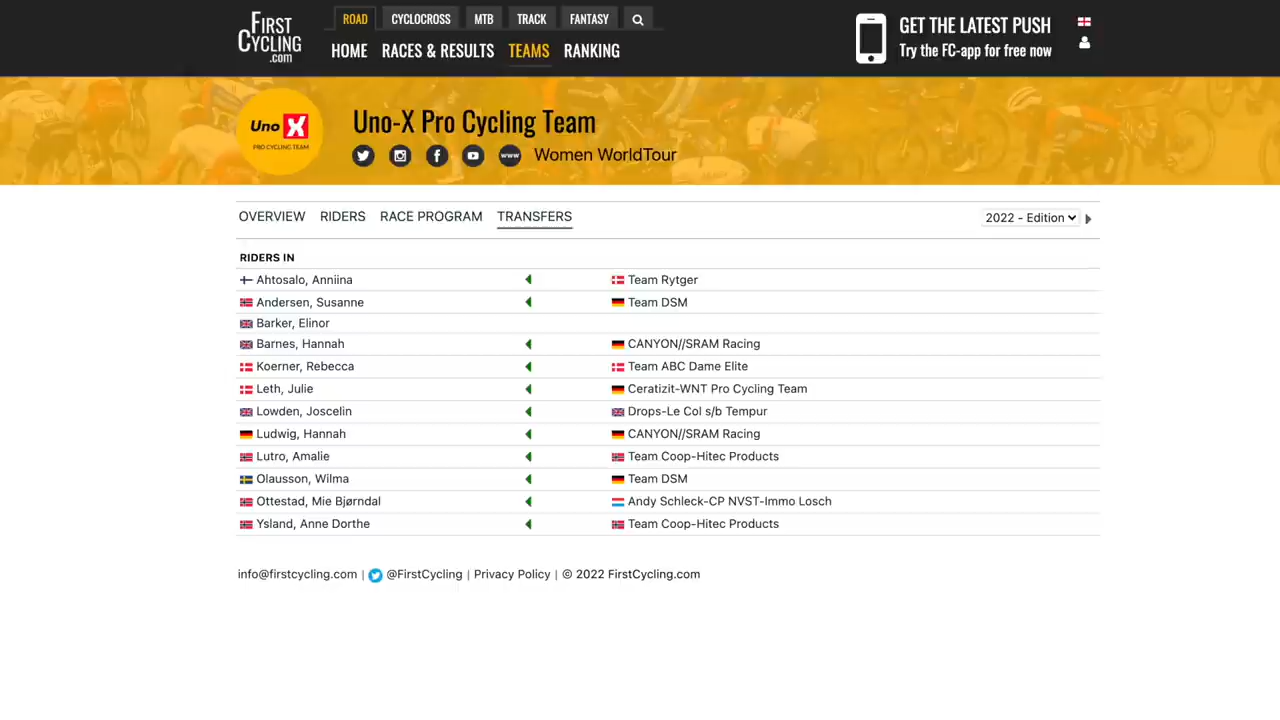 FIRST CYCLING .com
ROAD CYCLOCROSS MTB TRACK FANTASY
HOME RACES & RESULTS TEAMS RANKING
GET THE LATEST PUSH
Try the FC-app for free now
Uno X
PRO CYCLING TEAM
Uno-X Pro Cycling Team
www Women WorldTour
OVERVIEW RIDERS RACE PROGRAM TRANSFERS 2022 - Edition
RIDERS IN
Ahtosalo, Anniina Team Rytger
Andersen, Susanne Team DSM
Barker, Elinor
Barnes, Hannah CANYON//SRAM Racing
Koerner, Rebecca Team ABC Dame Elite
Leth, Julie Ceratizit-WNT Pro Cycling Team
Lowden, Joscelin Drops-Le Col s/b Tempur
Ludwig, Hannah CANYON//SRAM Racing
Lutro, Amalie Team Coop-Hitec Products
Olausson, Wilma Team DSM
Ottestad, Mie Bjørndal Andy Schleck-CP NVST-Immo Losch
Ysland, Anne Dorthe Team Coop-Hitec Products
info@firstcycling.com | @FirstCycling | Privacy Policy | © 2022 FirstCycling.com